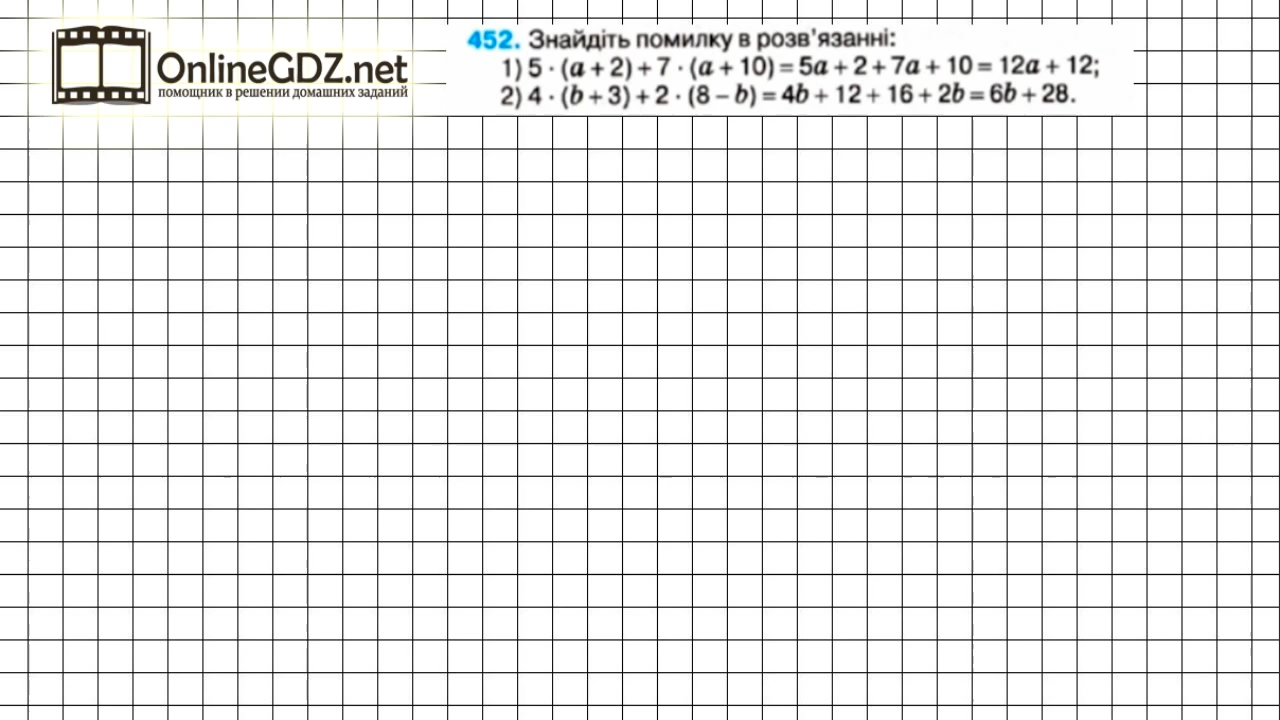 OnlineGDZ.net
помощник в решении домашних заданий
452. Знайдіть помилку в розв'язанні:
1) 5 · (a + 2) + 7 · (a + 10) = 5a + 2 + 7a + 10 = 12a + 12;
2) 4 · (b + 3) + 2 · (8 – b) = 4b + 12 + 16 + 2b = 6b + 28.